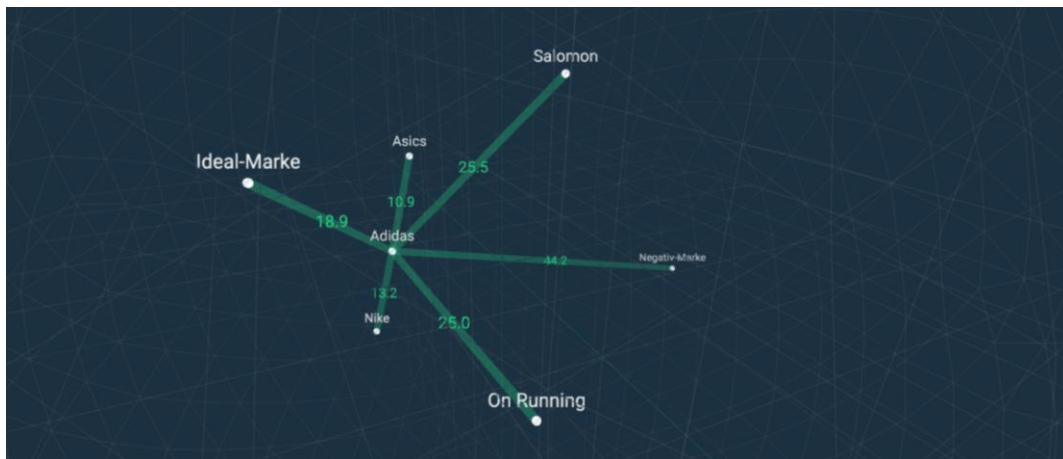 Salomon
Asics
Ideal-Marke
25.5
10.9
18.9
Adidas
Negativ-Marke
44.2
13.2
Nike
25.0
On Running